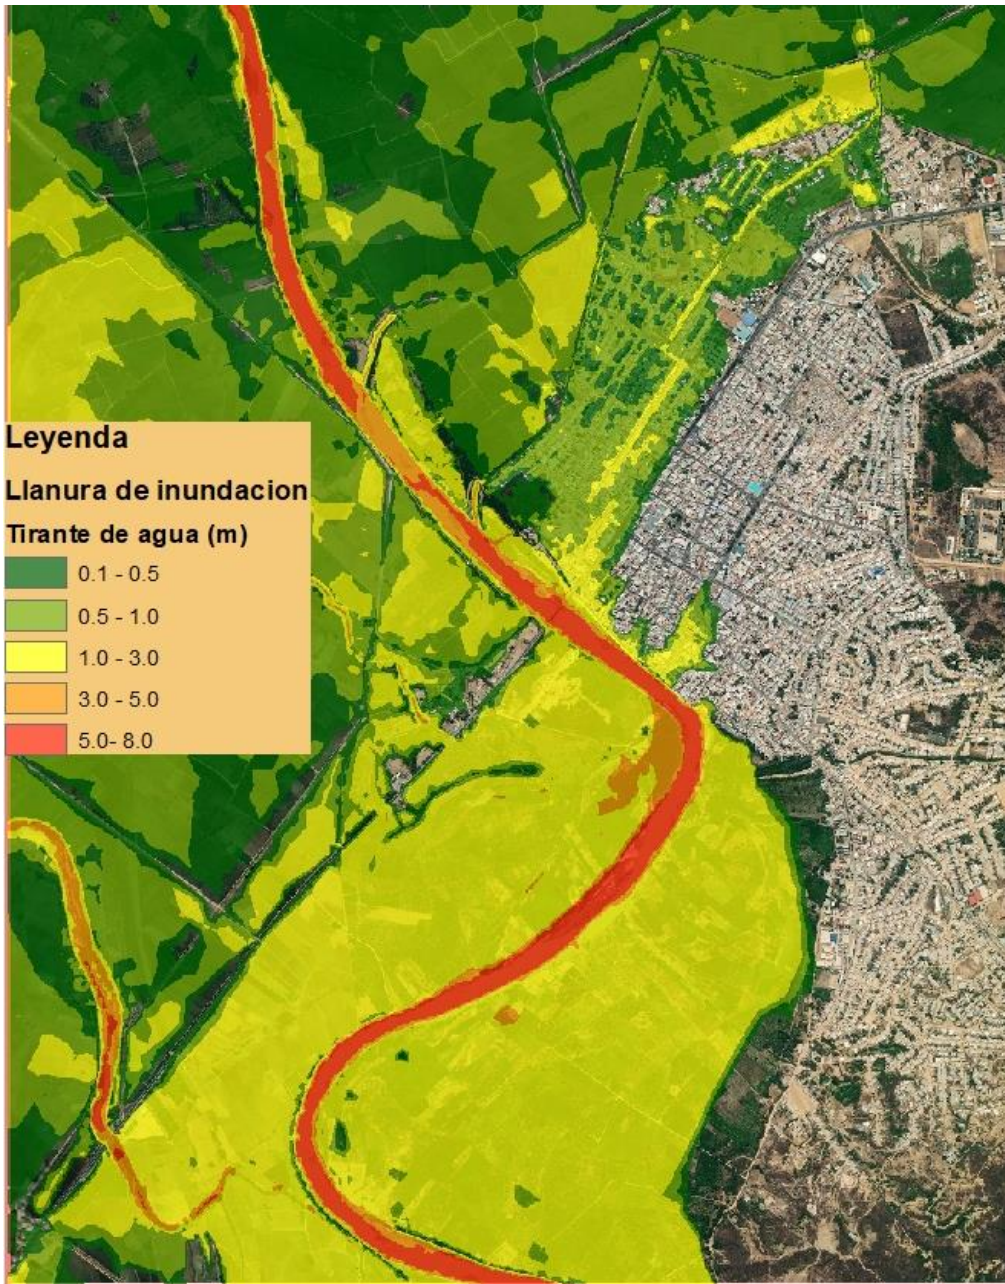 Leyenda
Llanura de inundacion
Tirante de agua (m)
0.1 - 0.5
0.5 - 1.0
1.0 - 3.0
3.0 - 5.0
5.0- 8.0